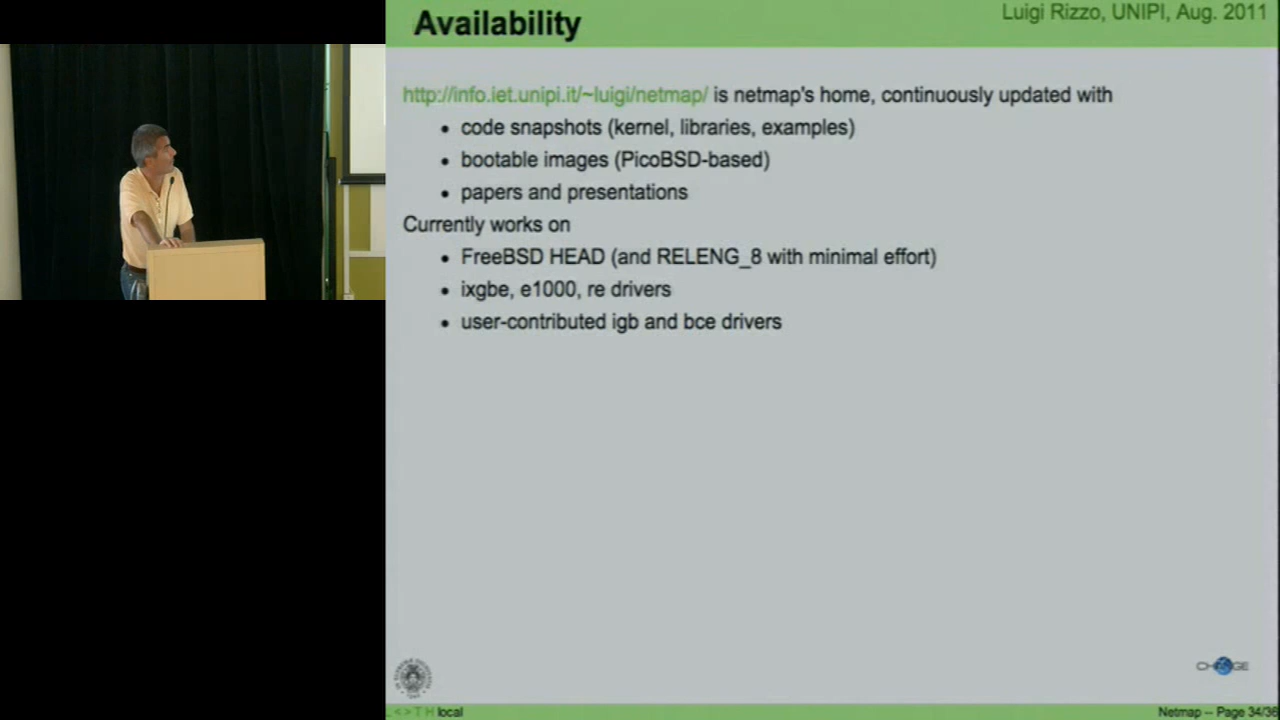 Availability
Luigi Rizzo, UNIPI, Aug. 2011
http://info.iet.unipi.it/~luigi/netmap/ is netmap's home, continuously updated with
• code snapshots (kernel, libraries, examples)
• bootable images (PicoBSD-based)
• papers and presentations
Currently works on
• FreeBSD HEAD (and RELENG_8 with minimal effort)
• ixgbe, e1000, re drivers
• user-contributed igb and bce drivers
CHANGE
< > T H local
Netmap -- Page 34/36